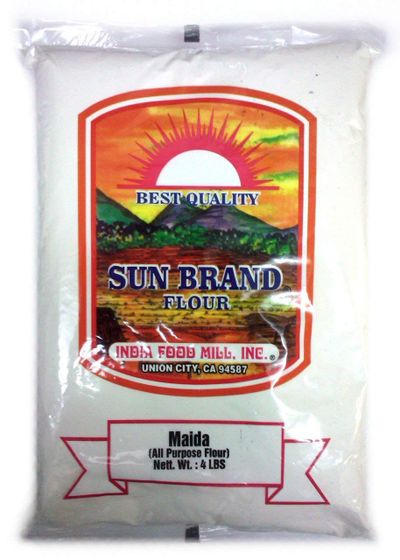 BEST QUALITY
SUN BRAND
FLOUR
INDIA FOOD MILL, INC.®
UNION CITY, CA 94587
Maida
(All Purpose Flour)
Nett. Wt. : 4 LBS